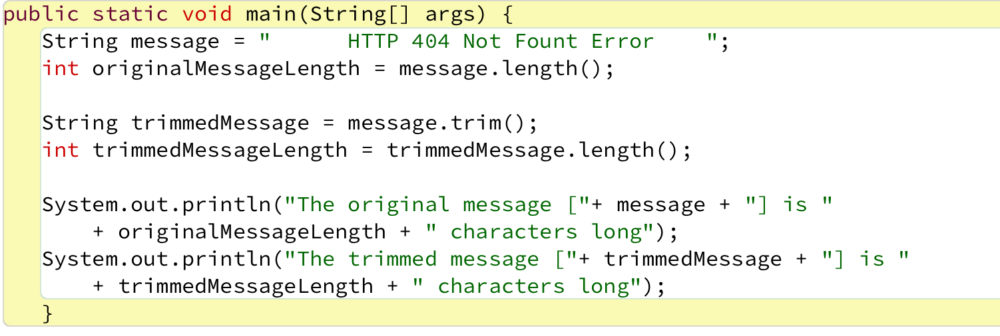 public static void main(String[] args) {
   String message = "      HTTP 404 Not Fount Error    ";
   int originalMessageLength = message.length();

   String trimmedMessage = message.trim();
   int trimmedMessageLength = trimmedMessage.length();

   System.out.println("The original message ["+ message + "] is "
       + originalMessageLength + " characters long");
   System.out.println("The trimmed message ["+ trimmedMessage + "] is "
       + trimmedMessageLength + " characters long");
   }